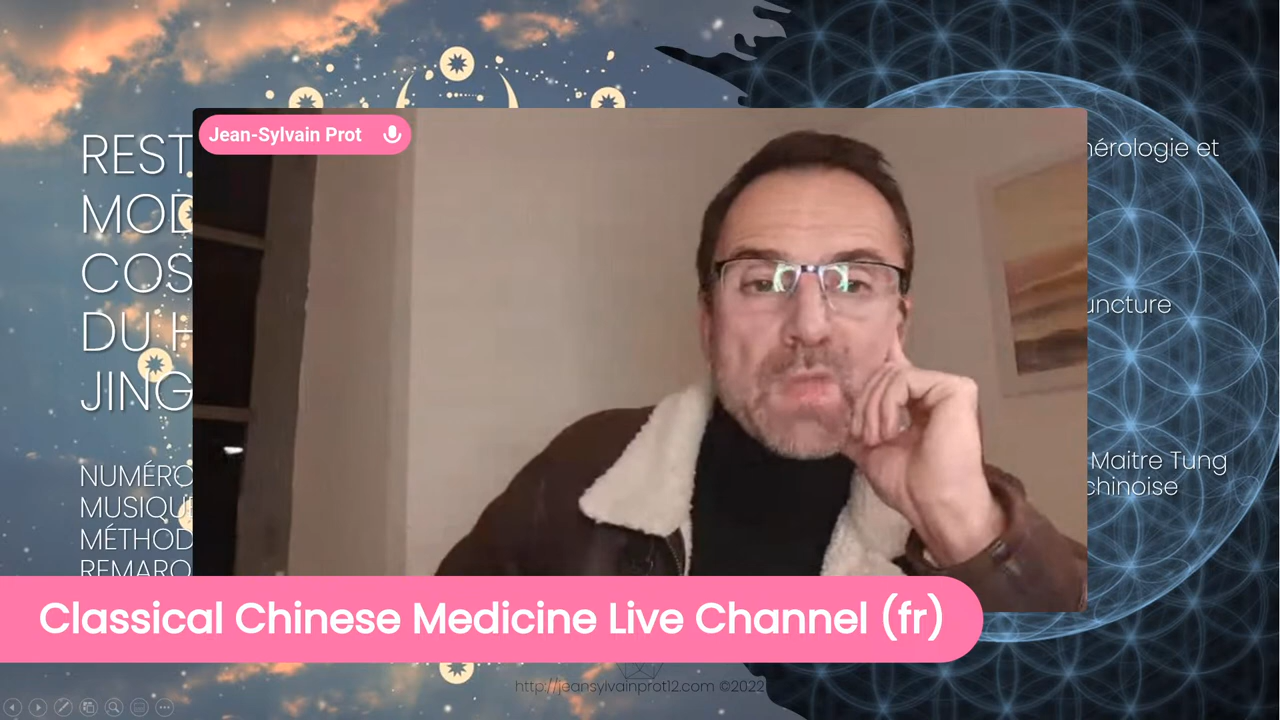 Jean-Sylvain Prot
REST
MOD
COS
DU H
JING
NUMÉRO
MUSIQU
MÉTHOD
REMARQ
nérologie et
uncture
Maitre Tung
chinoise
Classical Chinese Medicine Live Channel (fr)
http://jeansylvainprot12.com ©2022